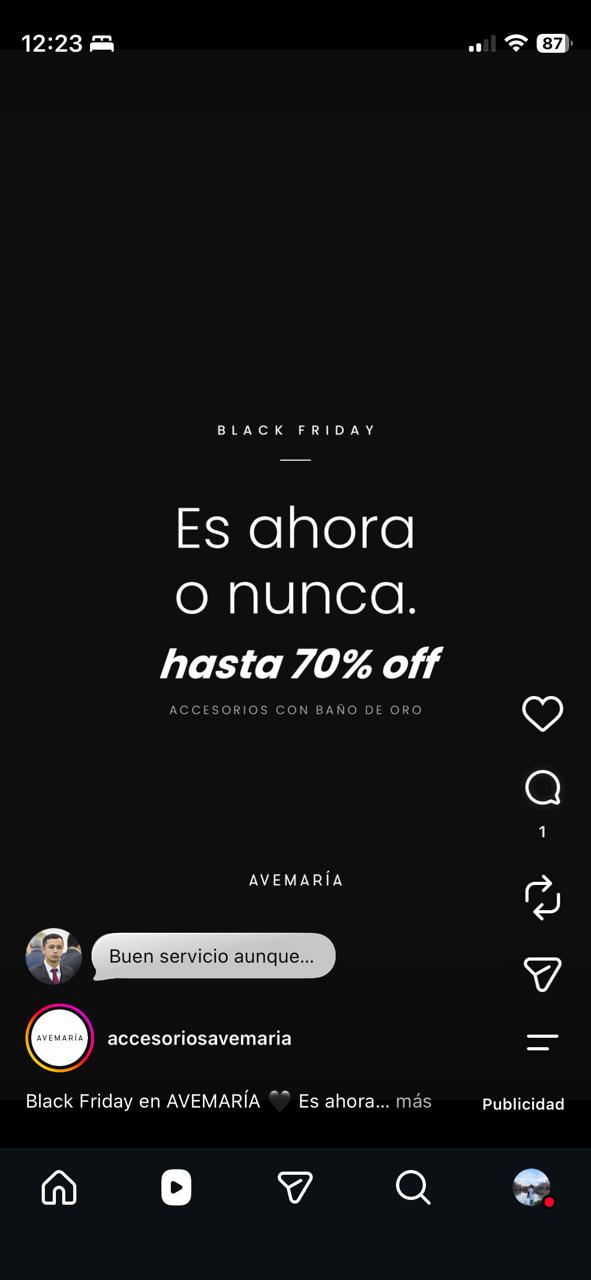 12:23
87
BLACK FRIDAY
Es ahora
o nunca.
hasta 70% off
ACCESORIOS CON BAÑO DE ORO
1
AVEMARÍA
Buen servicio aunque...
AVEMARÍA
accesoriosavemaria
Black Friday en AVEMARÍA 🖤 Es ahora... más
Publicidad